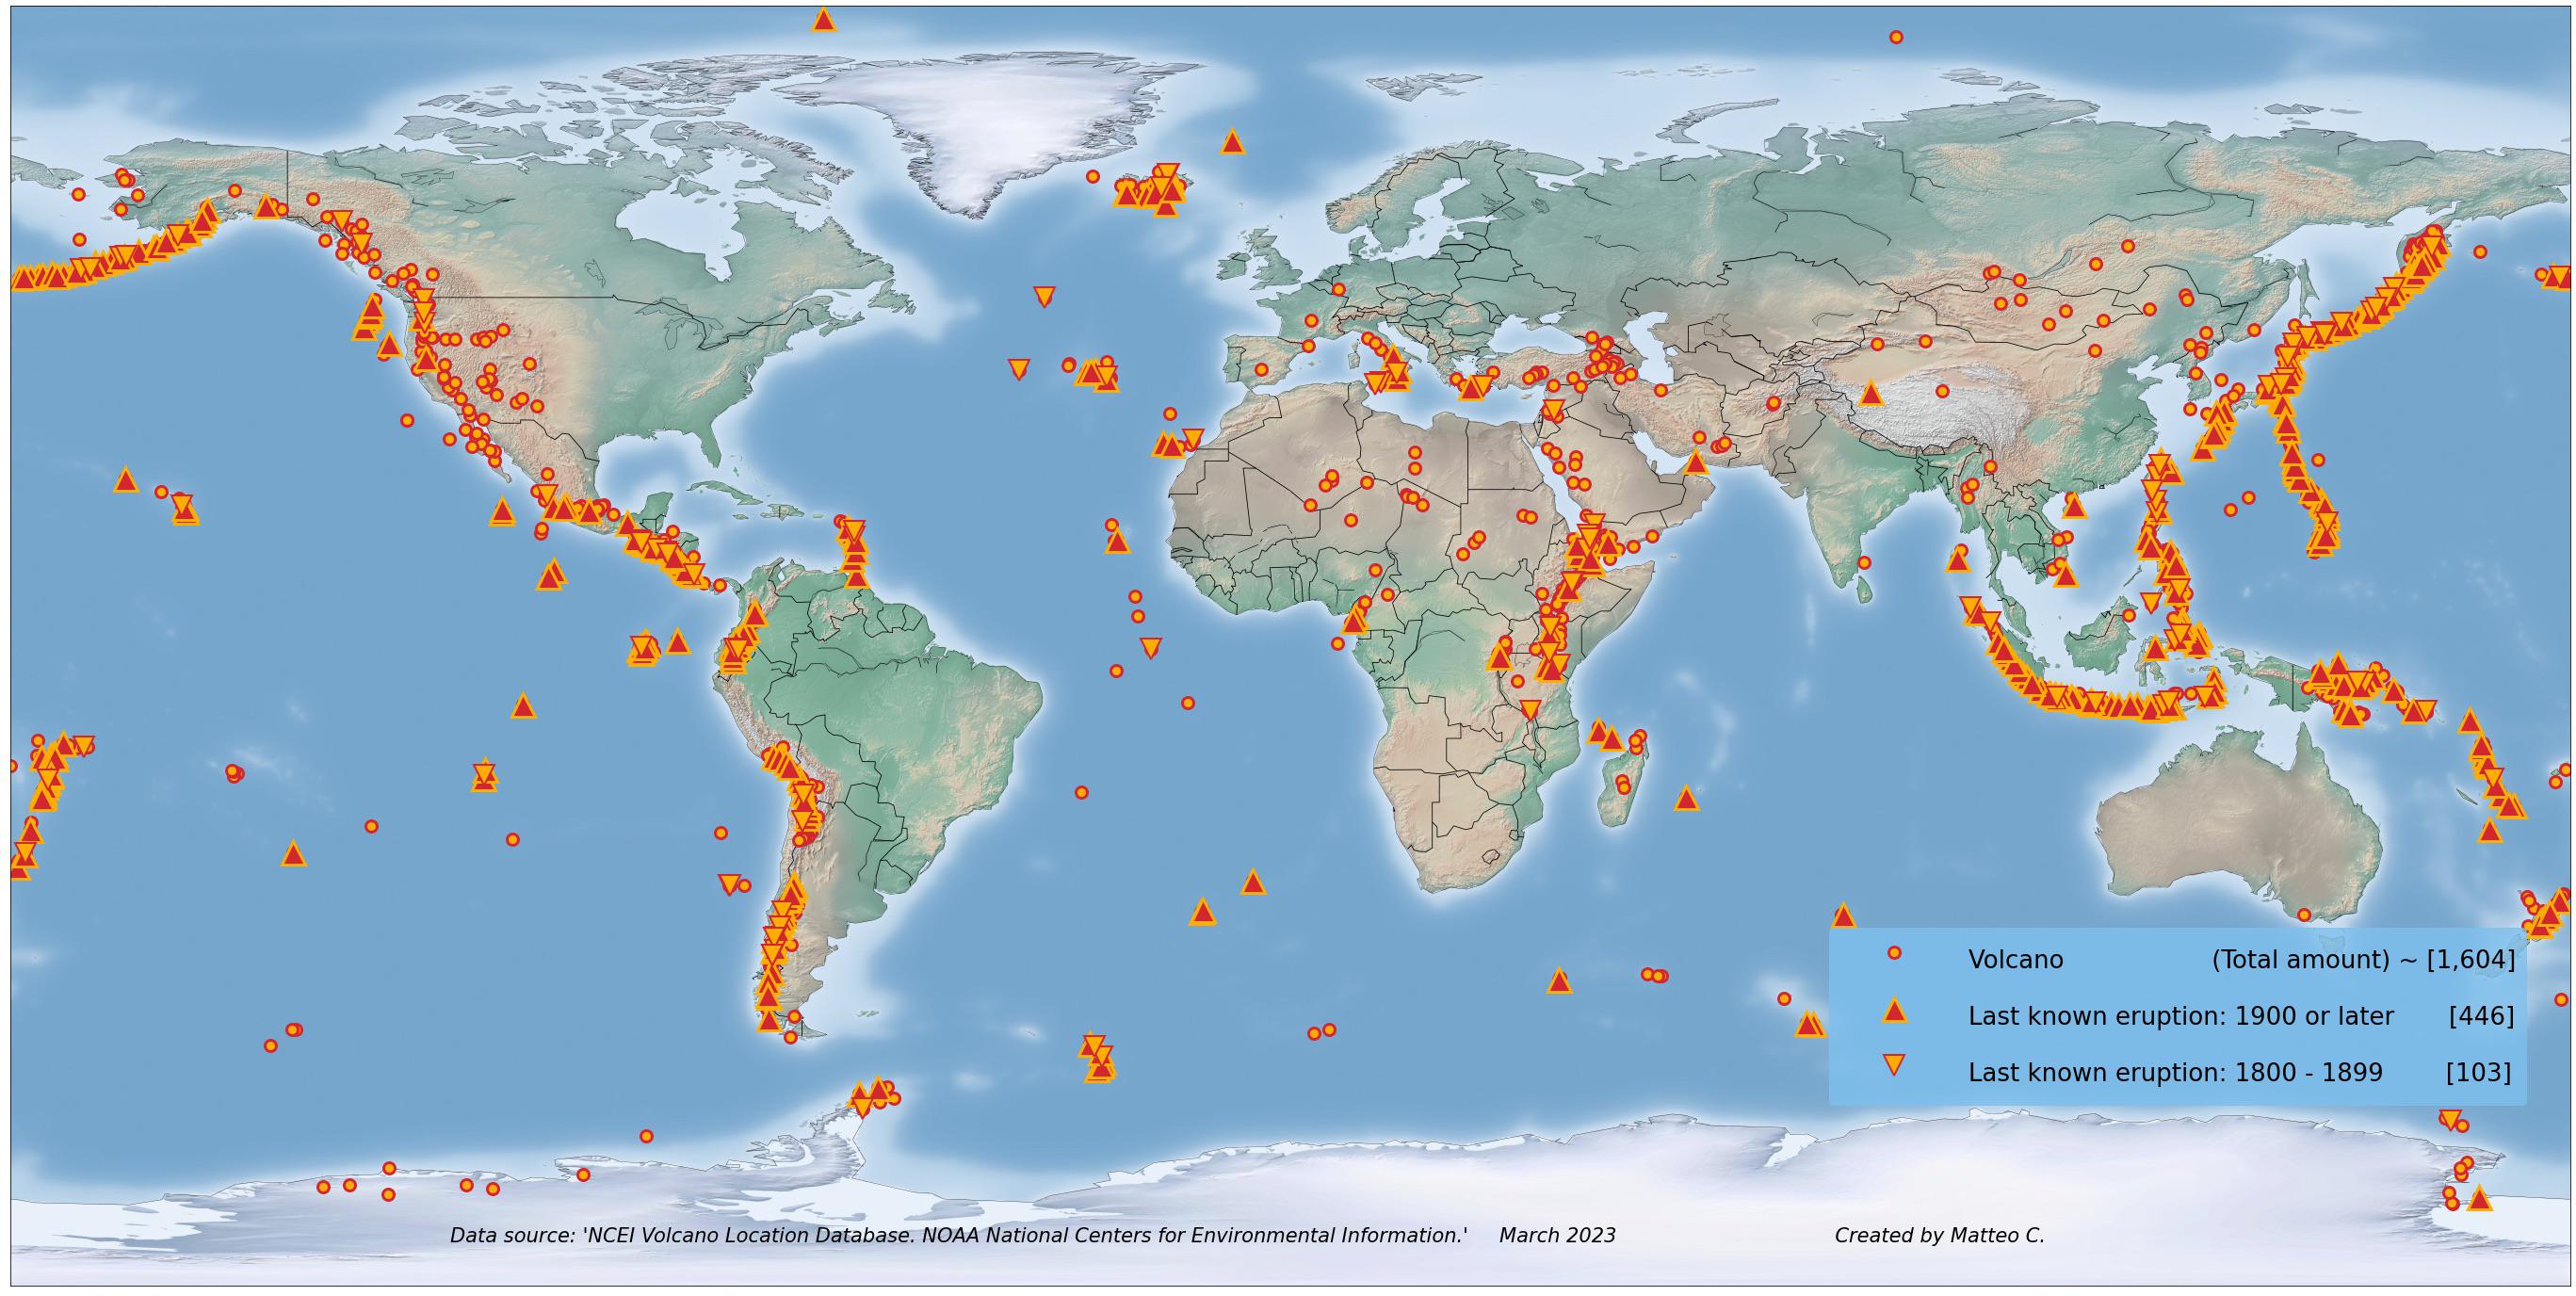 Volcano (Total amount) ~ [1,604]
Last known eruption: 1900 or later [446]
Last known eruption: 1800 - 1899 [103]
Data source: 'NCEI Volcano Location Database. NOAA National Centers for Environmental Information.' March 2023 Created by Matteo C.